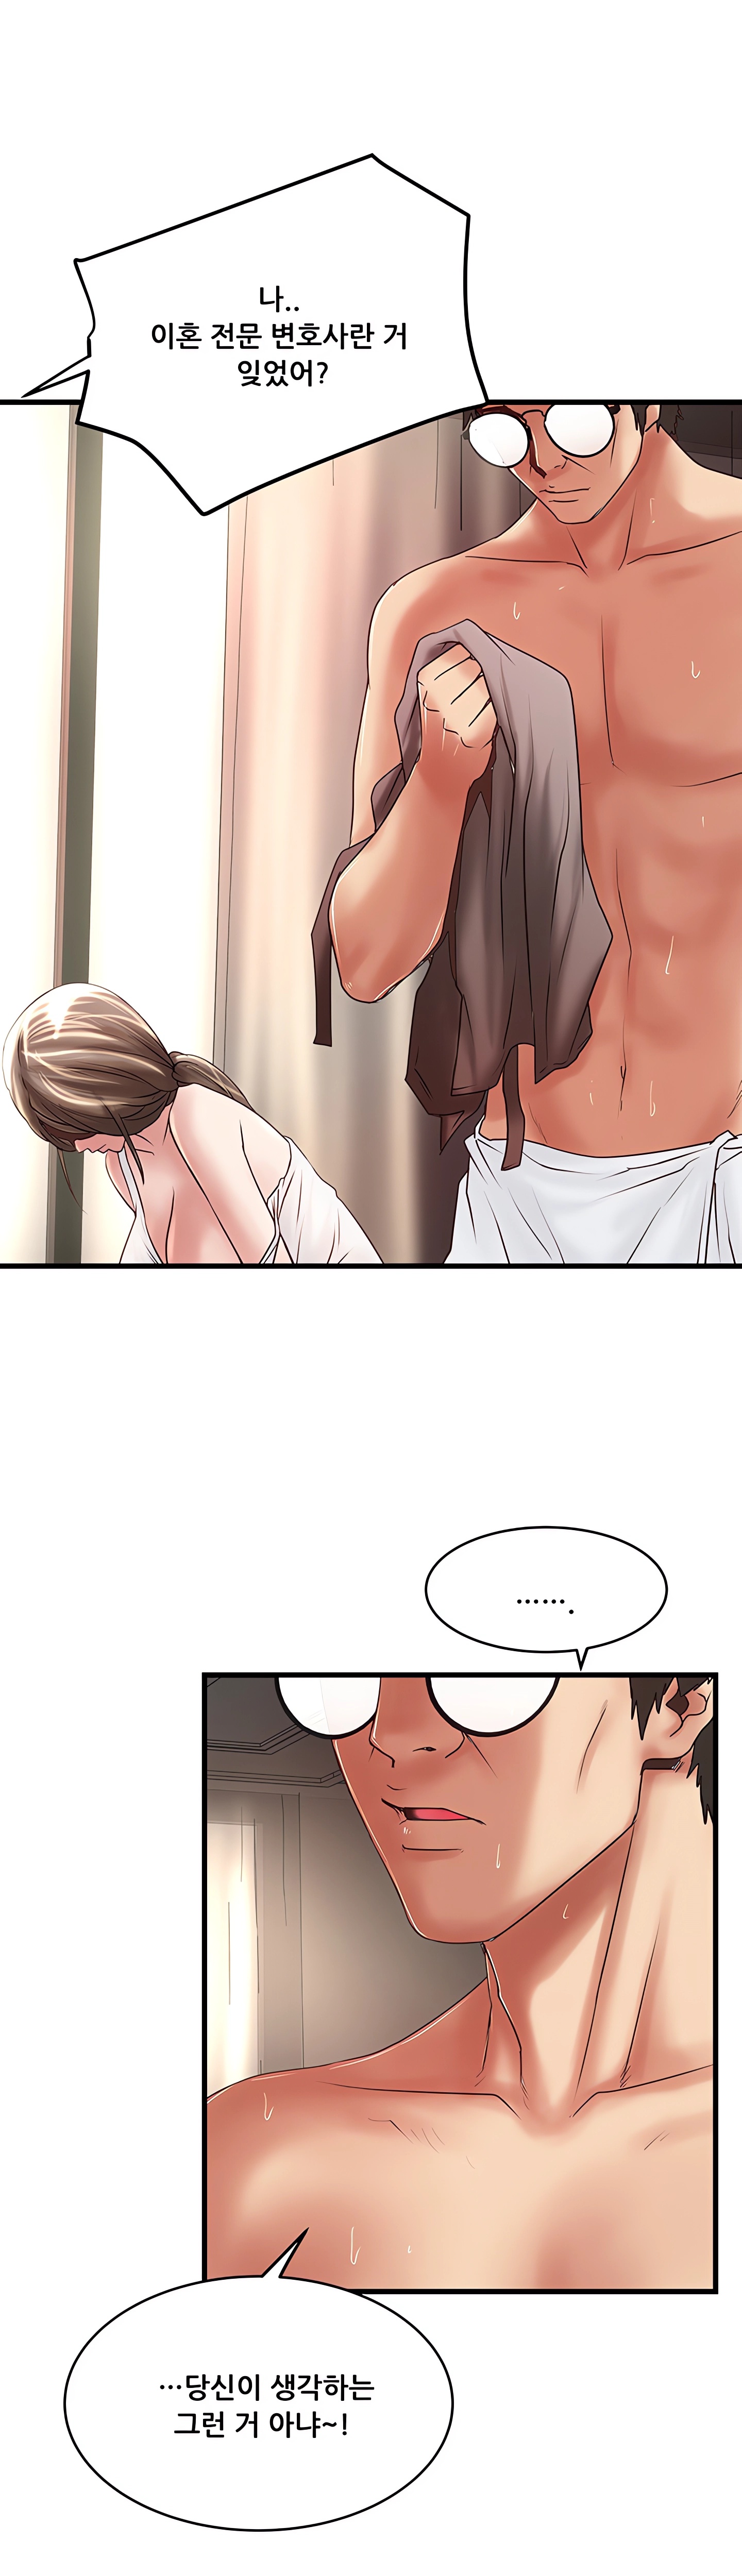 나..
이혼 전문 변호사란 거
잊었어?
…….
…당신이 생각하는
그런 거 아냐~!